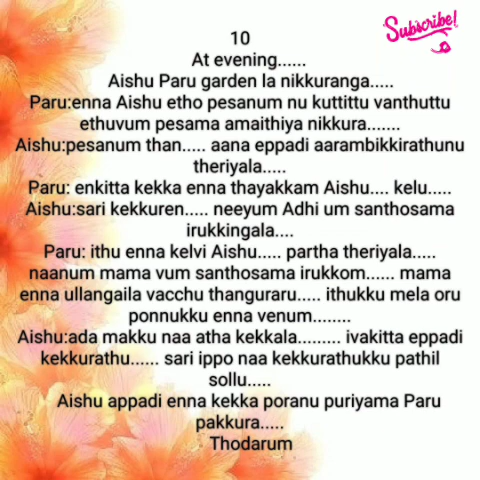 Subscribe!
10
At evening......
Aishu Paru garden la nikkuranga.....
Paru:enna Aishu etho pesanum nu kuttittu vanthuttu
ethuvum pesama amaithiya nikkura.......
Aishu:pesanum than..... aana eppadi aarambikkirathunu
theriyala.....
Paru: enkitta kekka enna thayakkam Aishu.... kelu.....
Aishu:sari kekkuren..... neeyum Adhi um santhosama
irukkingala....
Paru: ithu enna kelvi Aishu..... partha theriyala.....
naanum mama vum santhosama irukkom...... mama
enna ullangaila vacchu thanguraru..... ithukku mela oru
ponnukku enna venum........
Aishu:ada makku naa atha kekkala......... ivakitta eppadi
kekkurathu...... sari ippo naa kekkurathukku pathil
sollu.....
Aishu appadi enna kekka poranu puriyama Paru
pakkura.....
Thodarum